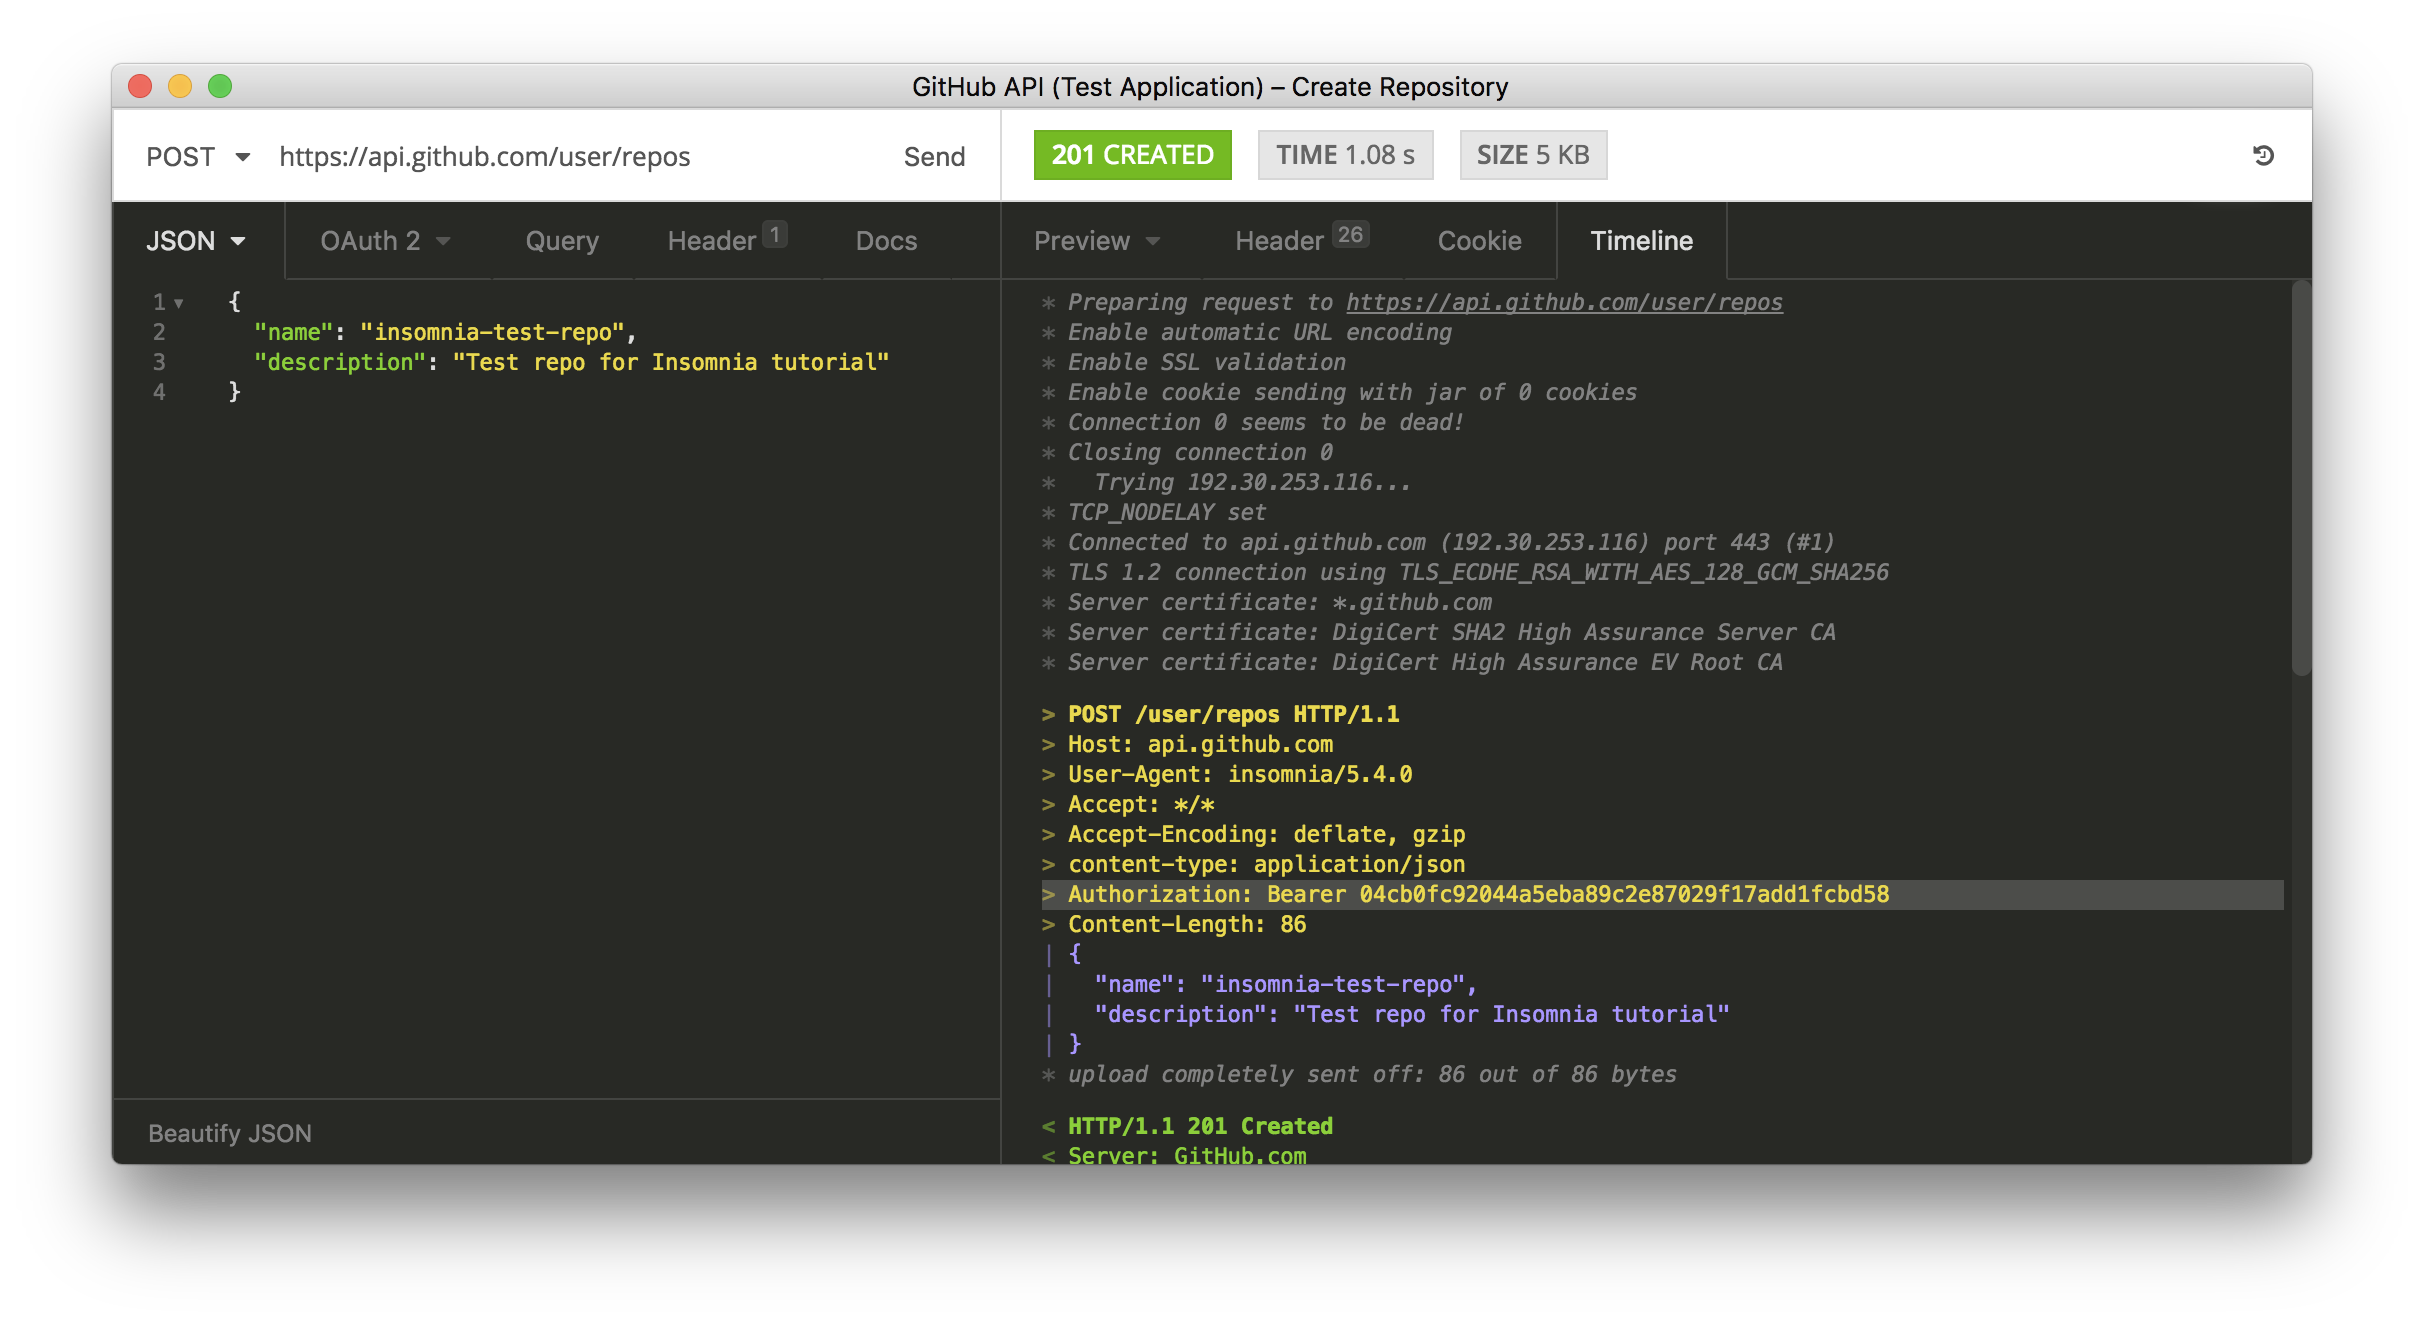 GitHub API (Test Application) – Create Repository
POST https://api.github.com/user/repos Send
201 CREATED TIME 1.08 s SIZE 5 KB
JSON OAuth 2 Query Header 1 Docs
Preview Header 26 Cookie Timeline
1 {
2 "name": "insomnia-test-repo",
3 "description": "Test repo for Insomnia tutorial"
4 }
Beautify JSON
* Preparing request to https://api.github.com/user/repos
* Enable automatic URL encoding
* Enable SSL validation
* Enable cookie sending with jar of 0 cookies
* Connection 0 seems to be dead!
* Closing connection 0
*   Trying 192.30.253.116...
* TCP_NODELAY set
* Connected to api.github.com (192.30.253.116) port 443 (#1)
* TLS 1.2 connection using TLS_ECDHE_RSA_WITH_AES_128_GCM_SHA256
* Server certificate: *.github.com
* Server certificate: DigiCert SHA2 High Assurance Server CA
* Server certificate: DigiCert High Assurance EV Root CA
> POST /user/repos HTTP/1.1
> Host: api.github.com
> User-Agent: insomnia/5.4.0
> Accept: */*
> Accept-Encoding: deflate, gzip
> content-type: application/json
> Authorization: Bearer 04cb0fc92044a5eba89c2e87029f17add1fcbd58
> Content-Length: 86
| {
|   "name": "insomnia-test-repo",
|   "description": "Test repo for Insomnia tutorial"
| }
* upload completely sent off: 86 out of 86 bytes
< HTTP/1.1 201 Created
< Server: GitHub.com